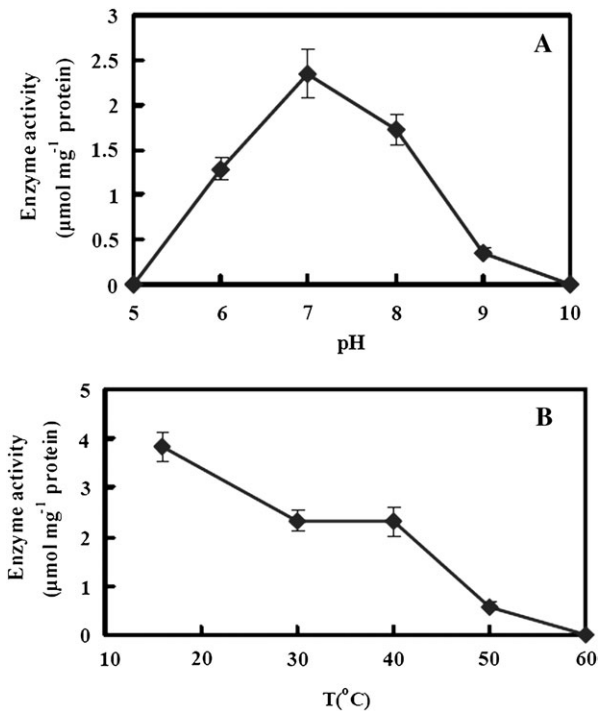 A
Enzyme activity
(µmol mg⁻¹ protein)
3
2.5
2
1.5
1
0.5
0
5 6 7 8 9 10
pH
B
Enzyme activity
(µmol mg⁻¹ protein)
5
4
3
2
1
0
10 20 30 40 50 60
T(°C)